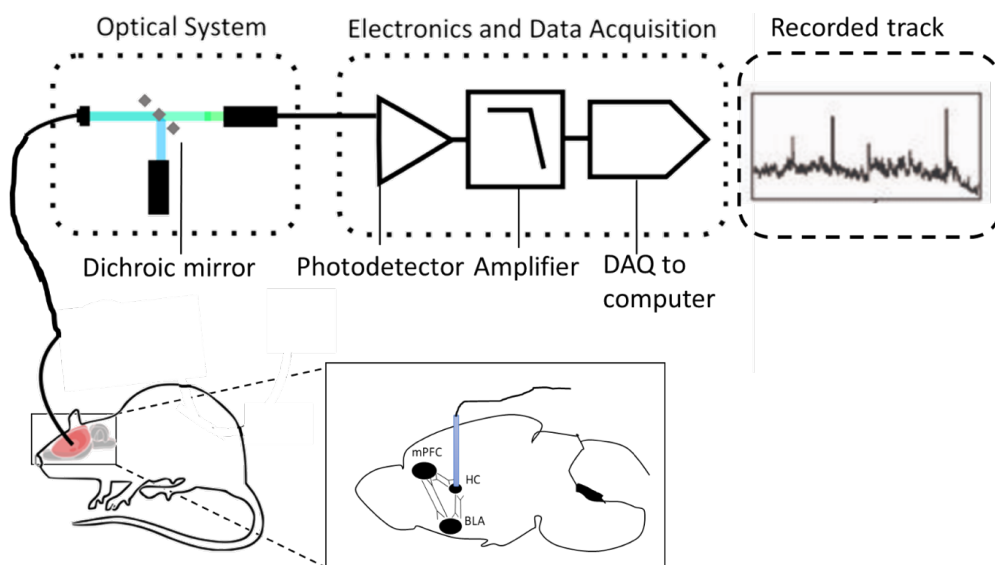 Optical System
Electronics and Data Acquisition
Recorded track
Dichroic mirror
Photodetector
Amplifier
DAQ to
computer
mPFC
HC
BLA